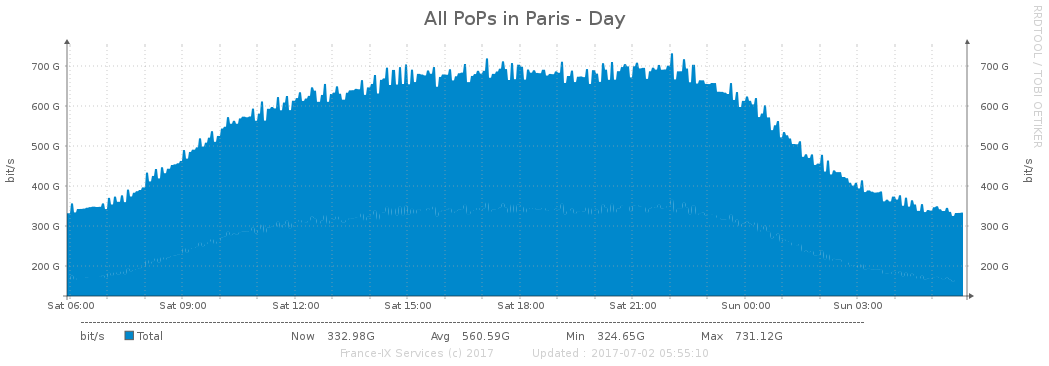 All PoPs in Paris - Day
RRDTOOL / TOBI OETIKER
700 G 700 G
600 G 600 G
500 G 500 G
400 G 400 G
300 G 300 G
200 G 200 G
bit/s bit/s
Sat 06:00 Sat 09:00 Sat 12:00 Sat 15:00 Sat 18:00 Sat 21:00 Sun 00:00 Sun 03:00
bit/s Total Now 332.98G Avg 560.59G Min 324.65G Max 731.12G
France-IX Services (c) 2017 Updated : 2017-07-02 05:55:10